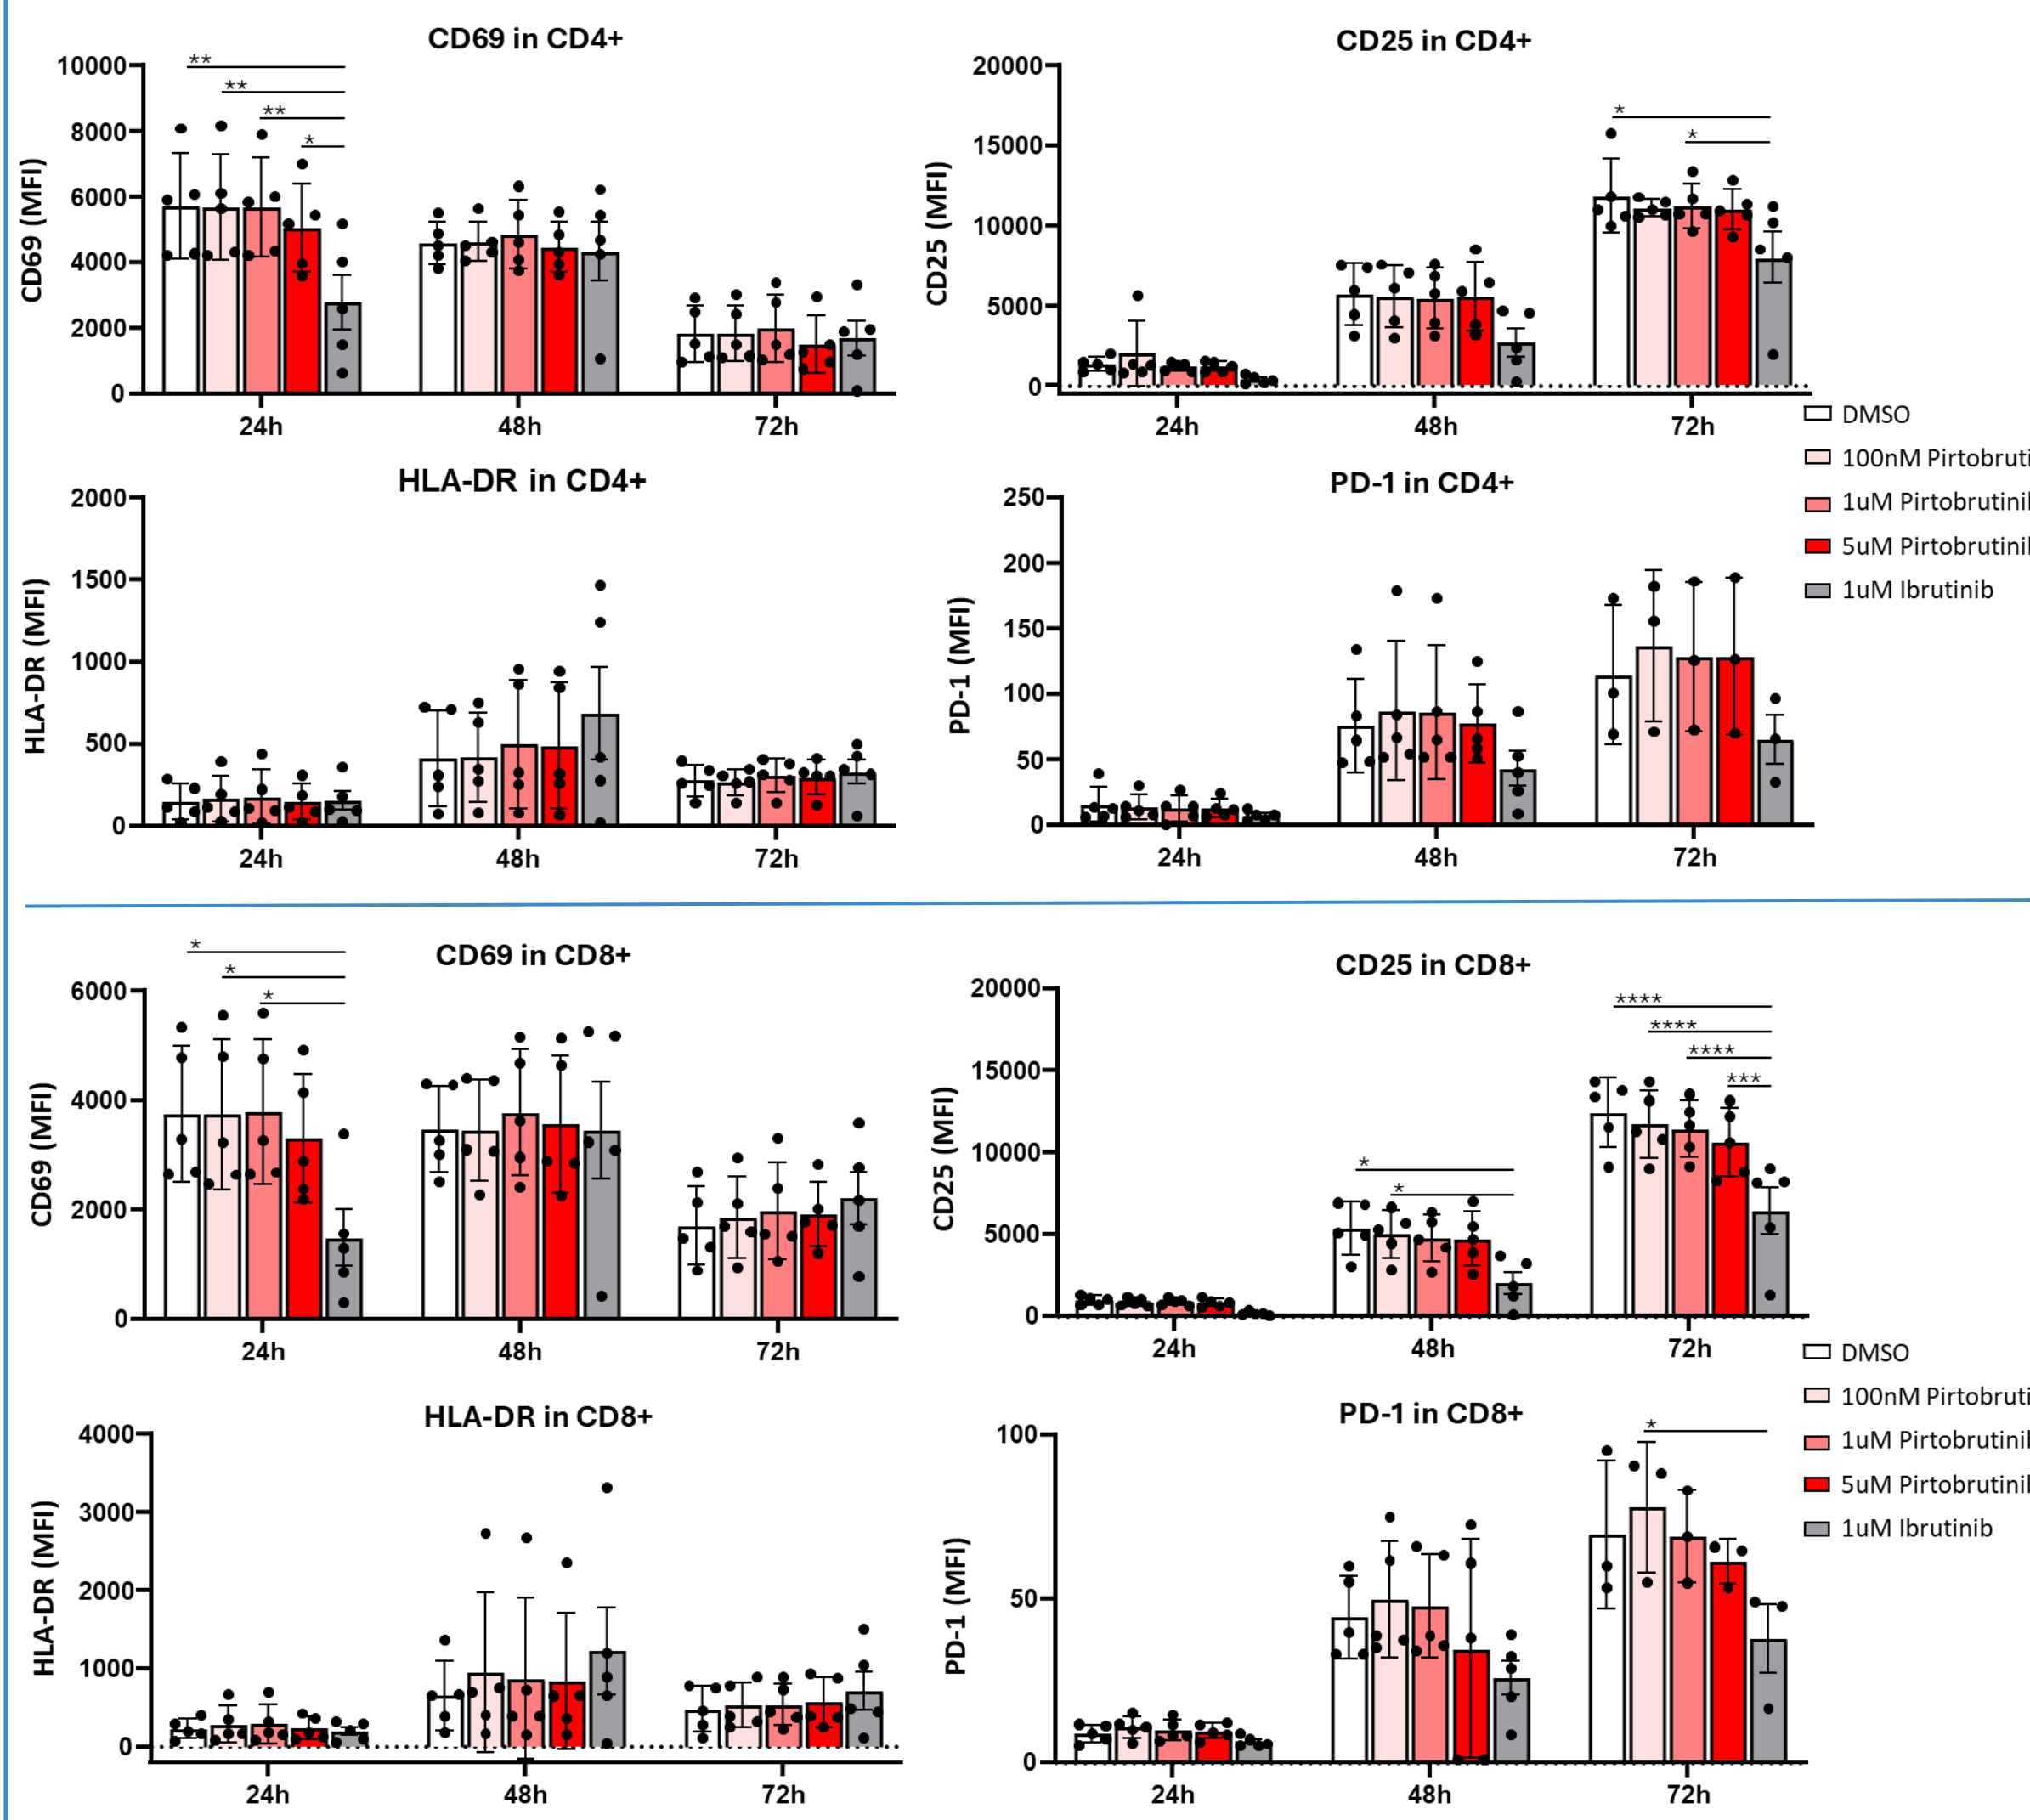 CD69 in CD4+
**
**
**
*
CD69 (MFI)
10000
8000
6000
4000
2000
0
24h
48h
72h
CD25 in CD4+
*
*
CD25 (MFI)
20000
15000
10000
5000
0
24h
48h
72h
HLA-DR in CD4+
HLA-DR (MFI)
2000
1500
1000
500
0
24h
48h
72h
PD-1 in CD4+
PD-1 (MFI)
250
200
150
100
50
0
24h
48h
72h
DMSO
100nM Pirtobruti
1uM Pirtobrutinil
5uM Pirtobrutinil
1uM Ibrutinib
CD69 in CD8+
*
*
*
CD69 (MFI)
6000
4000
2000
0
24h
48h
72h
CD25 in CD8+
****
****
****
***
*
*
CD25 (MFI)
20000
15000
10000
5000
0
24h
48h
72h
HLA-DR in CD8+
HLA-DR (MFI)
4000
3000
2000
1000
0
24h
48h
72h
PD-1 in CD8+
*
PD-1 (MFI)
100
50
0
24h
48h
72h
DMSO
100nM Pirtobruti
1uM Pirtobrutinil
5uM Pirtobrutinil
1uM Ibrutinib